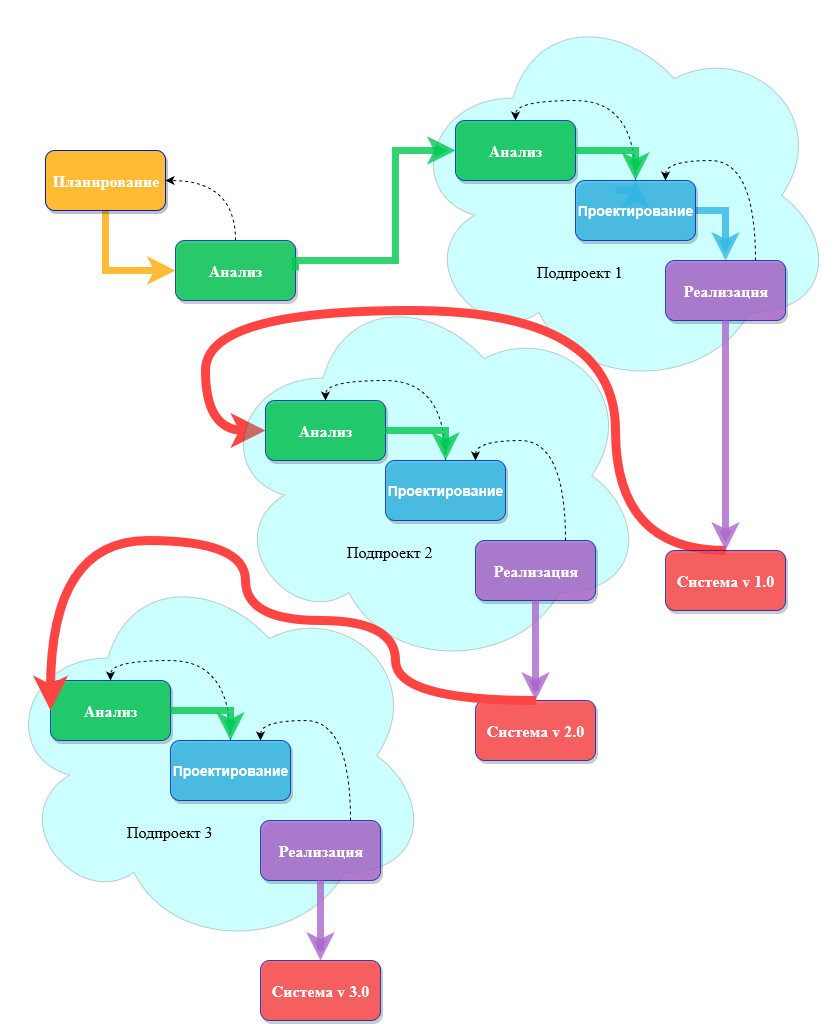 Планирование
Анализ
Анализ
Проектирование
Реализация
Подпроект 1
Система v 1.0
Анализ
Проектирование
Реализация
Подпроект 2
Система v 2.0
Анализ
Проектирование
Реализация
Подпроект 3
Система v 3.0